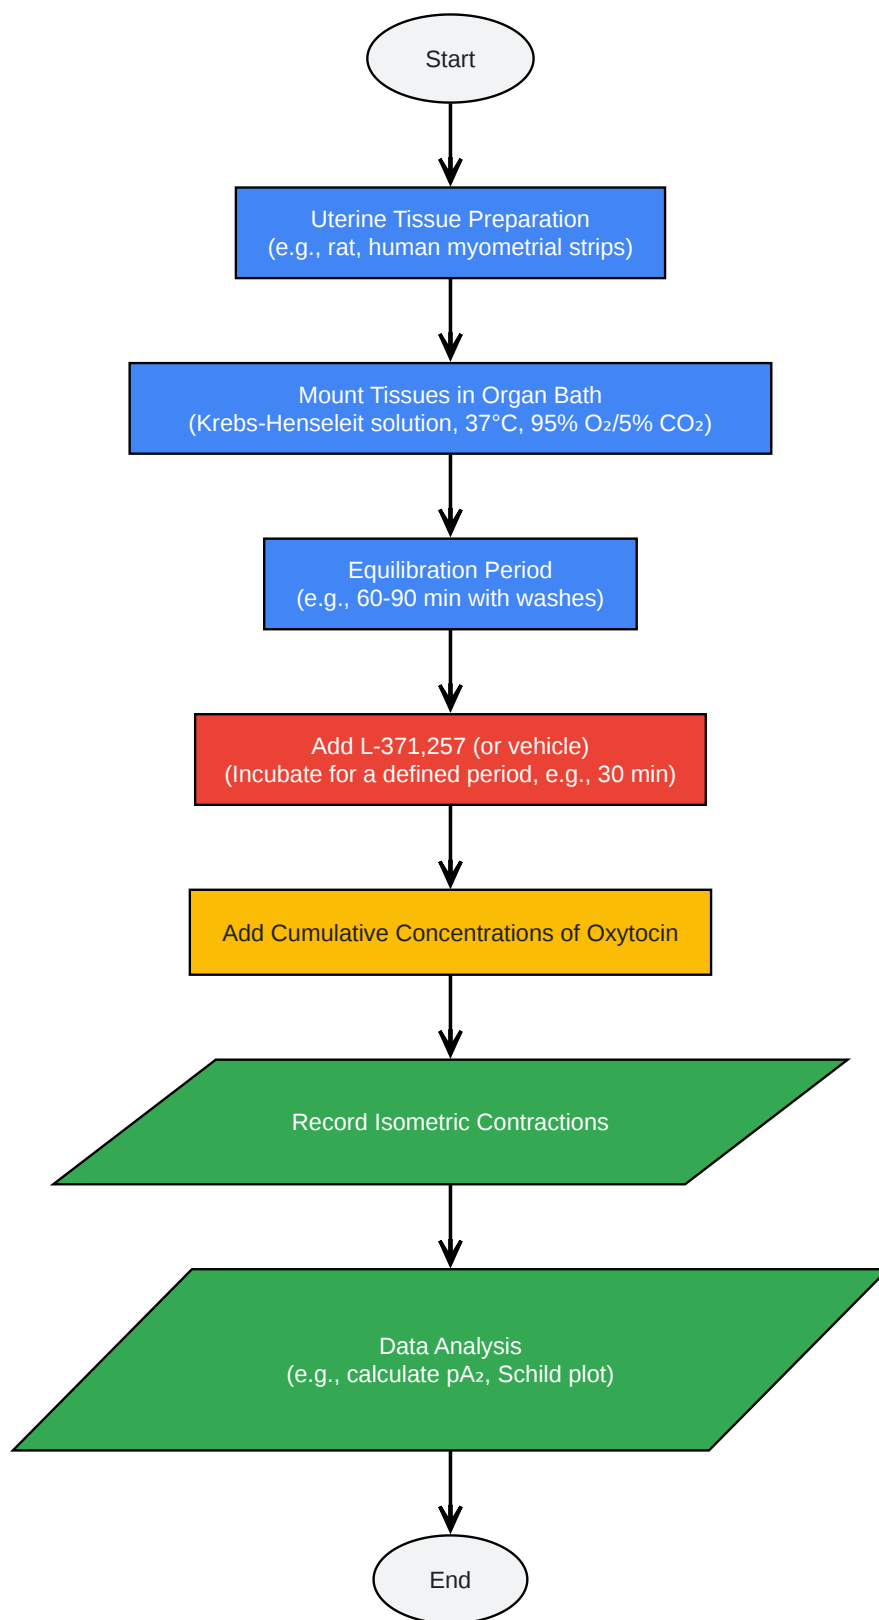 Start
Uterine Tissue Preparation
(e.g., rat, human myometrial strips)
Mount Tissues in Organ Bath
(Krebs-Henseleit solution, 37°C, 95% O₂/5% CO₂)
Equilibration Period
(e.g., 60-90 min with washes)
Add L-371,257 (or vehicle)
(Incubate for a defined period, e.g., 30 min)
Add Cumulative Concentrations of Oxytocin
Record Isometric Contractions
Data Analysis
(e.g., calculate pA₂, Schild plot)
End